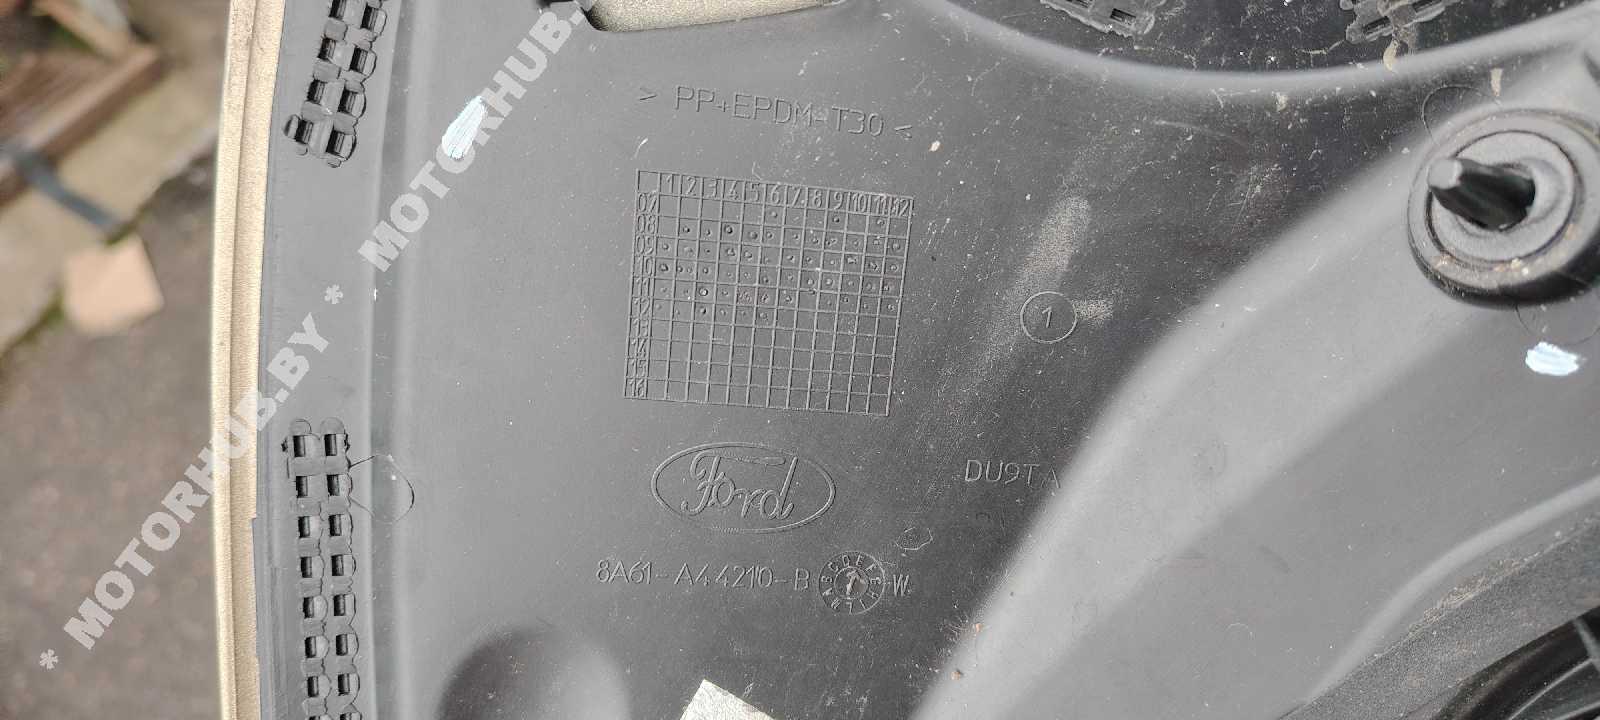 > PP+EPDM-T30 <
1 2 3 4 5 6 7 8 9 10 11 12
07
08
09
10
11
12
13
14
15
16
1
Ford
DU9TA
8A61-A44210-B
W
* MOTORHUB.BY * MOTORHUB.BY